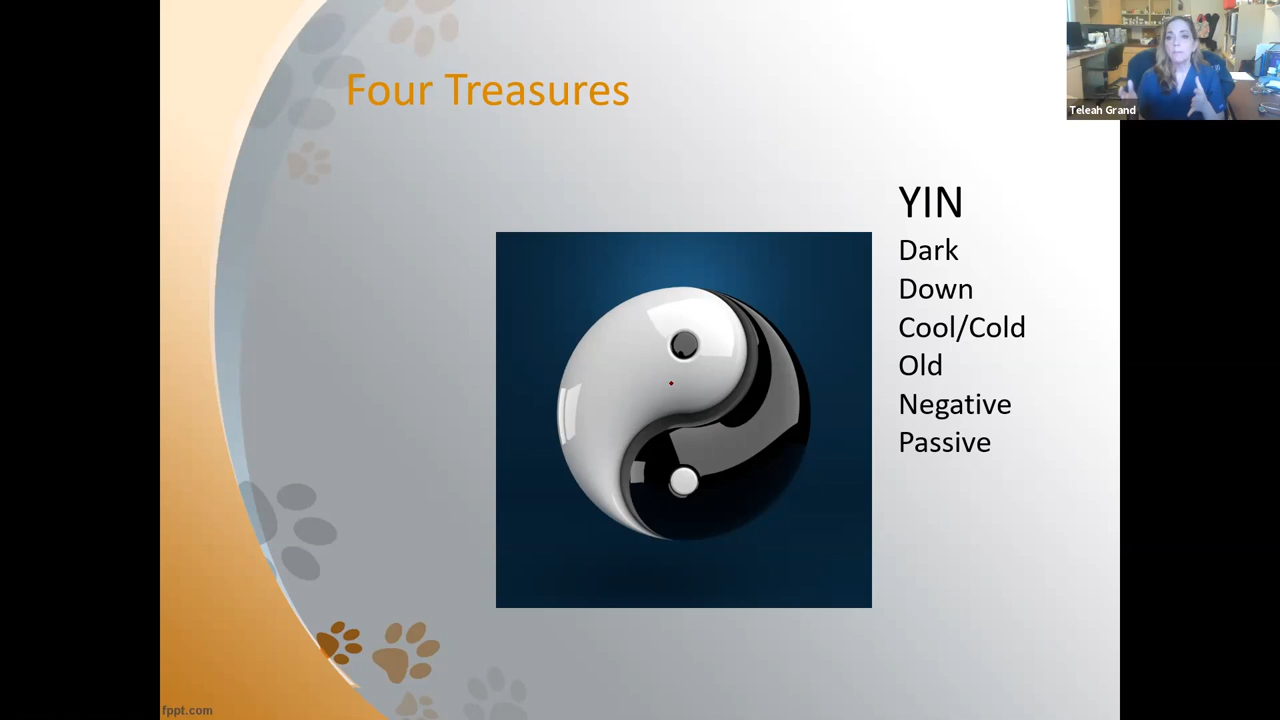 Four Treasures
Teleah Grand
YIN
Dark
Down
Cool/Cold
Old
Negative
Passive
fppt.com